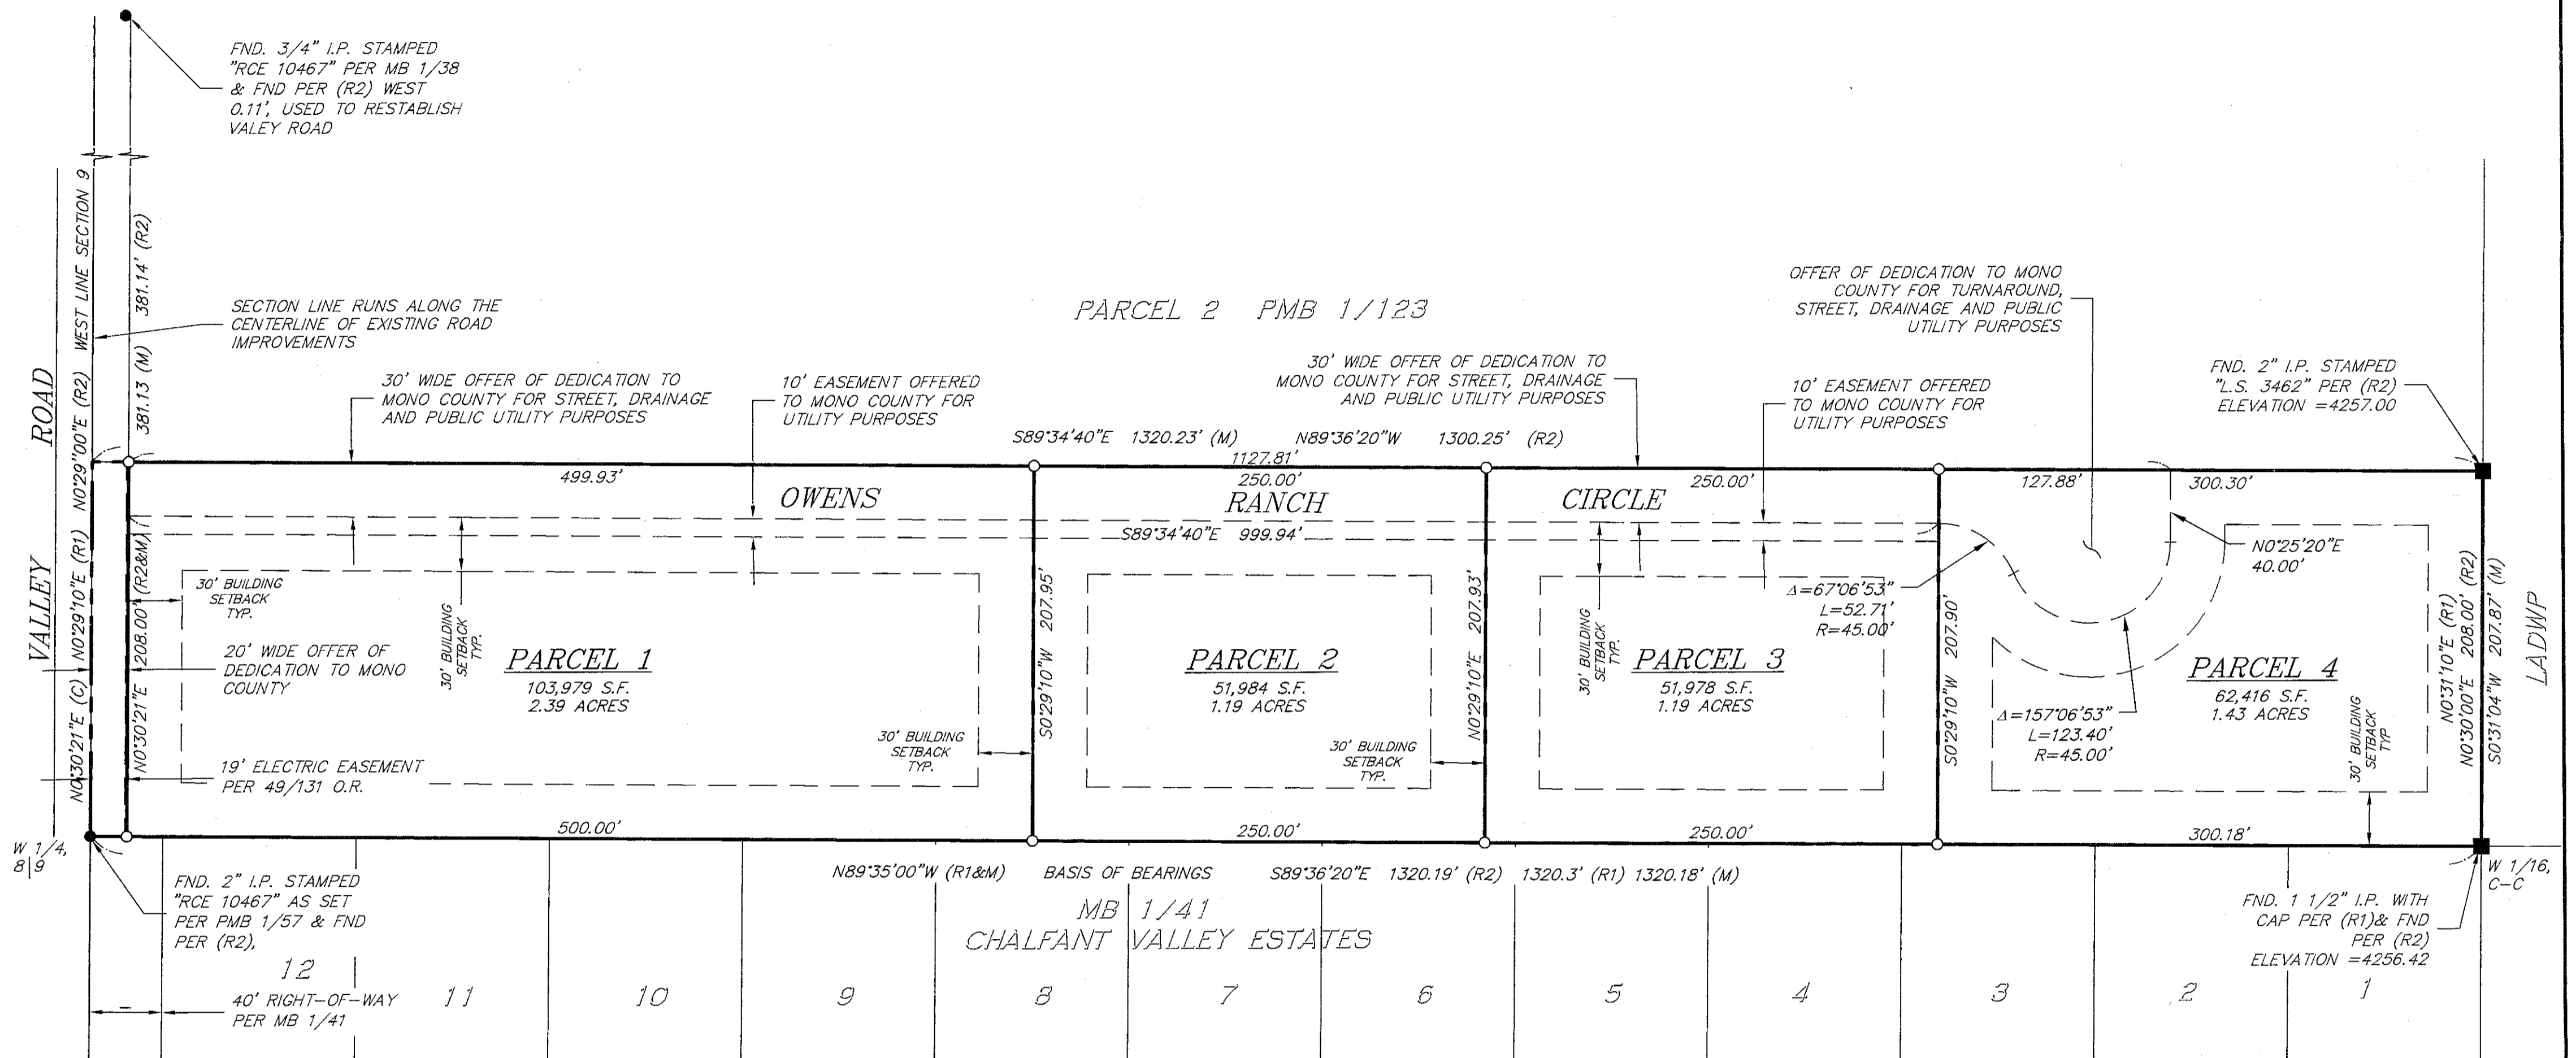 FND. 3/4" I.P. STAMPED
"RCE 10467" PER MB 1/38
& FND PER (R2) WEST
0.11', USED TO RESTABLISH
VALEY ROAD
WEST LINE SECTION 9
N0°29'00"E (R2)
N0°29'10"E (R1)
N0°30'21"E (C)
381.14' (R2)
381.13 (M)
VALLEY ROAD
SECTION LINE RUNS ALONG THE
CENTERLINE OF EXISTING ROAD
IMPROVEMENTS
PARCEL 2 PMB 1/123
30' WIDE OFFER OF DEDICATION TO
MONO COUNTY FOR STREET, DRAINAGE
AND PUBLIC UTILITY PURPOSES
10' EASEMENT OFFERED
TO MONO COUNTY FOR
UTILITY PURPOSES
30' WIDE OFFER OF DEDICATION TO
MONO COUNTY FOR STREET, DRAINAGE
AND PUBLIC UTILITY PURPOSES
10' EASEMENT OFFERED
TO MONO COUNTY FOR
UTILITY PURPOSES
OFFER OF DEDICATION TO MONO
COUNTY FOR TURNAROUND,
STREET, DRAINAGE AND PUBLIC
UTILITY PURPOSES
FND. 2" I.P. STAMPED
"L.S. 3462" PER (R2)
ELEVATION =4257.00
S89°34'40"E 1320.23' (M) N89°36'20"W 1300.25' (R2)
1127.81'
499.93' 250.00' 250.00' 127.88' 300.30'
OWENS RANCH CIRCLE
S89°34'40"E 999.94'
N0°25'20"E
40.00'
30' BUILDING
SETBACK
TYP.
30' BUILDING
SETBACK
TYP.
N0°30'21"E 208.00' (R2&M)
20' WIDE OFFER OF
DEDICATION TO MONO
COUNTY
PARCEL 1
103,979 S.F.
2.39 ACRES
30' BUILDING
SETBACK
TYP.
19' ELECTRIC EASEMENT
PER 49/131 O.R.
S0°29'10"W 207.95'
PARCEL 2
51,984 S.F.
1.19 ACRES
30' BUILDING
SETBACK
TYP.
N0°29'10"E 207.93'
30' BUILDING
SETBACK
TYP.
PARCEL 3
51,978 S.F.
1.19 ACRES
Δ=67°06'53"
L=52.71'
R=45.00'
S0°29'10"W 207.90'
PARCEL 4
62,416 S.F.
1.43 ACRES
Δ=157°06'53"
L=123.40'
R=45.00'
30' BUILDING
SETBACK
TYP
N0°31'10"E (R1)
N0°30'00"E 208.00' (R2)
S0°31'04"W 207.87' (M)
LADWP
500.00' 250.00' 250.00' 300.18'
W 1/4,
8|9
W 1/16,
C-C
N89°35'00"W (R1&M) BASIS OF BEARINGS S89°36'20"E 1320.19' (R2) 1320.3' (R1) 1320.18' (M)
FND. 2" I.P. STAMPED
"RCE 10467" AS SET
PER PMB 1/57 & FND
PER (R2),
MB 1/41
CHALFANT VALLEY ESTATES
FND. 1 1/2" I.P. WITH
CAP PER (R1)& FND
PER (R2)
ELEVATION =4256.42
12 11 10 9 8 7 6 5 4 3 2 1
40' RIGHT-OF-WAY
PER MB 1/41